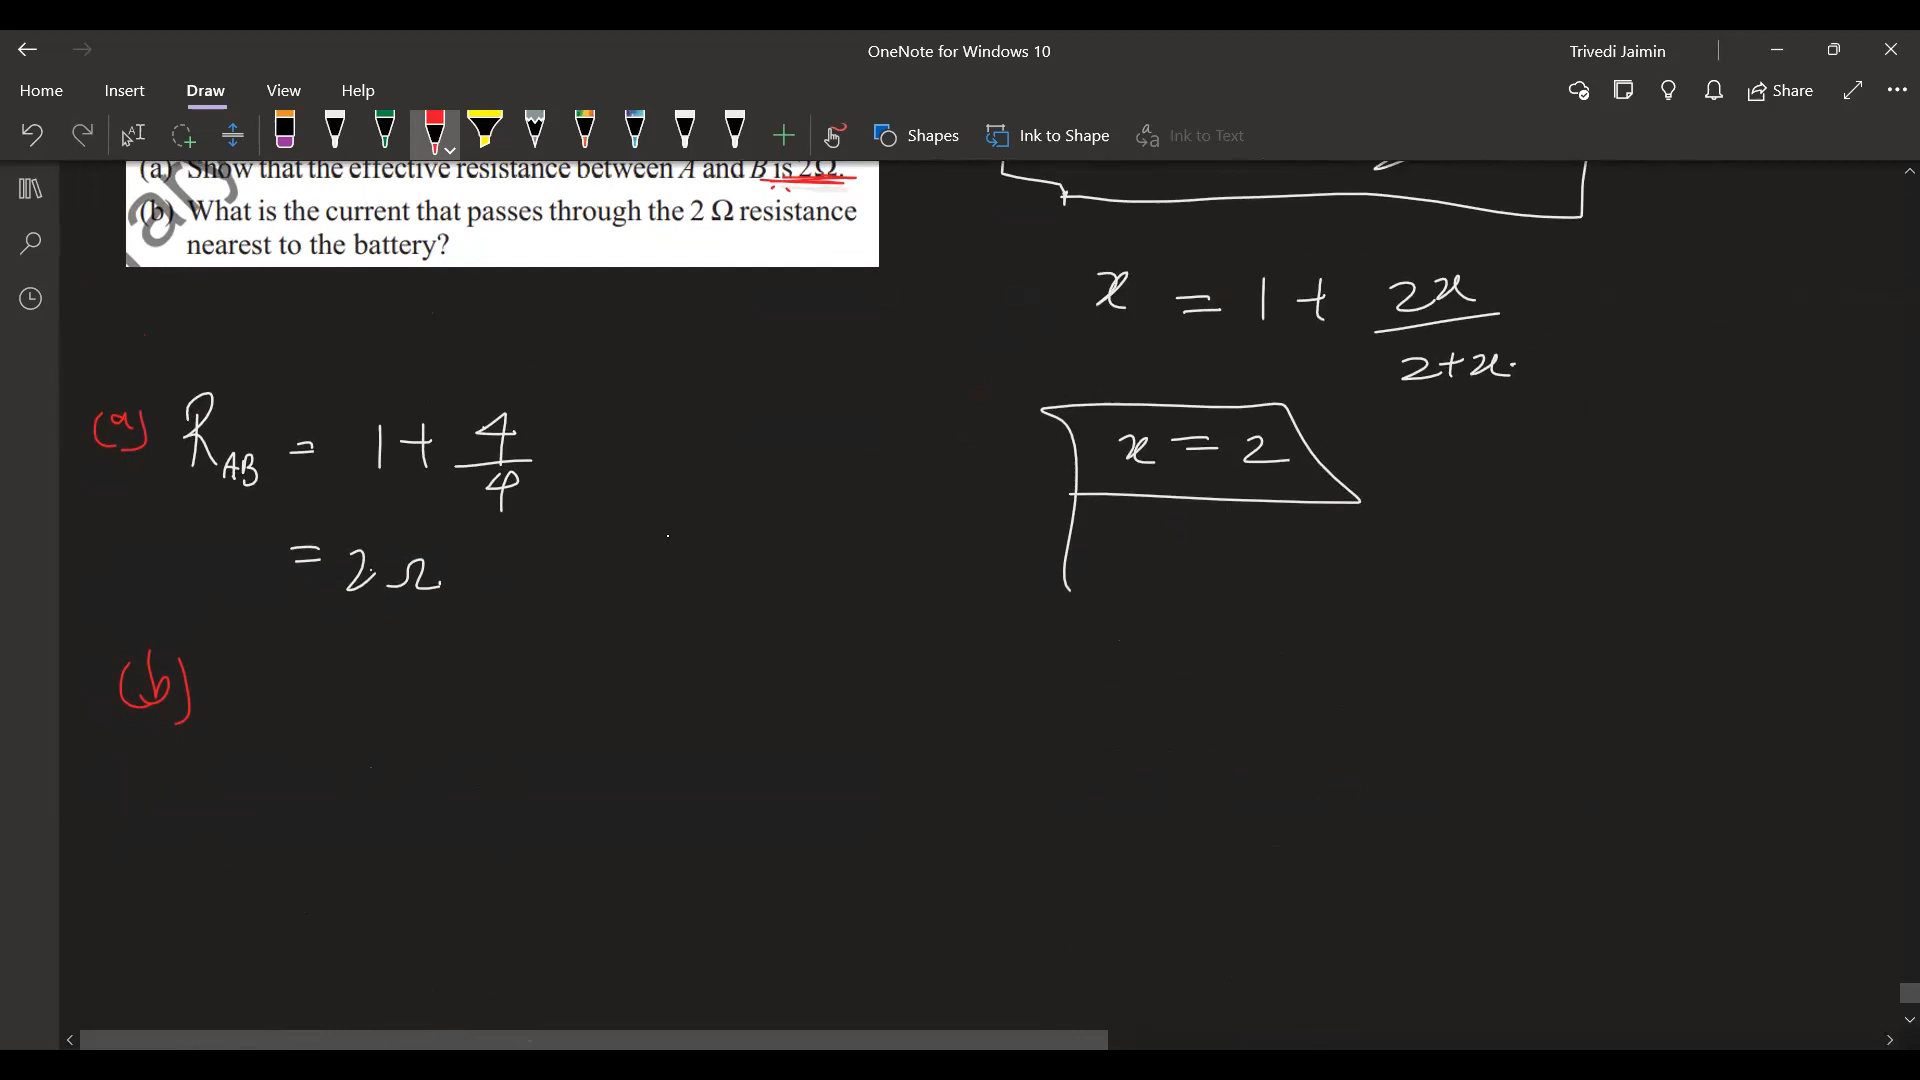 OneNote for Windows 10
Trivedi Jaimin
Home Insert Draw View Help
Share
Shapes
Ink to Shape
Ink to Text
(a) Show that the effective resistance between A and B is 2Ω.
(b) What is the current that passes through the 2 Ω resistance
nearest to the battery?
ary
x = 1 + 2x/2+x
(a) R_AB = 1 + 4/4
= 2Ω
x = 2
(b)